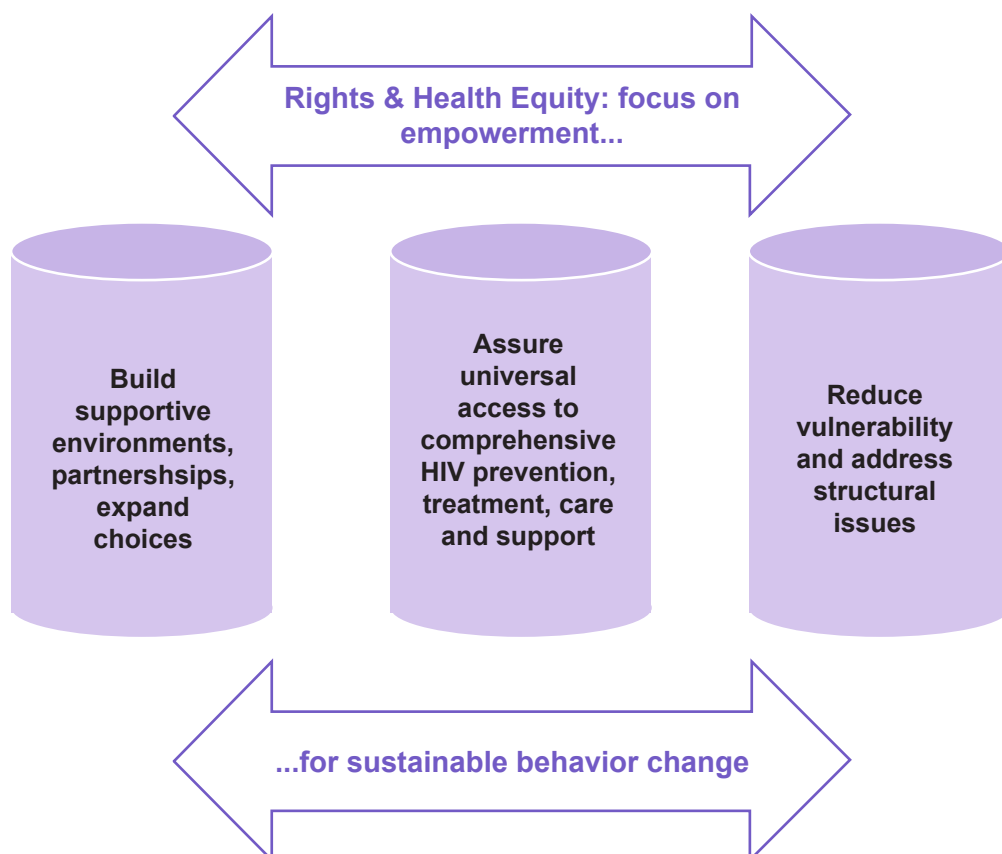 Rights & Health Equity: focus on
empowerment...
Build
supportive
environments,
partnershsips,
expand
choices
Assure
universal
access to
comprehensive
HIV prevention,
treatment, care
and support
Reduce
vulnerability
and address
structural
issues
...for sustainable behavior change